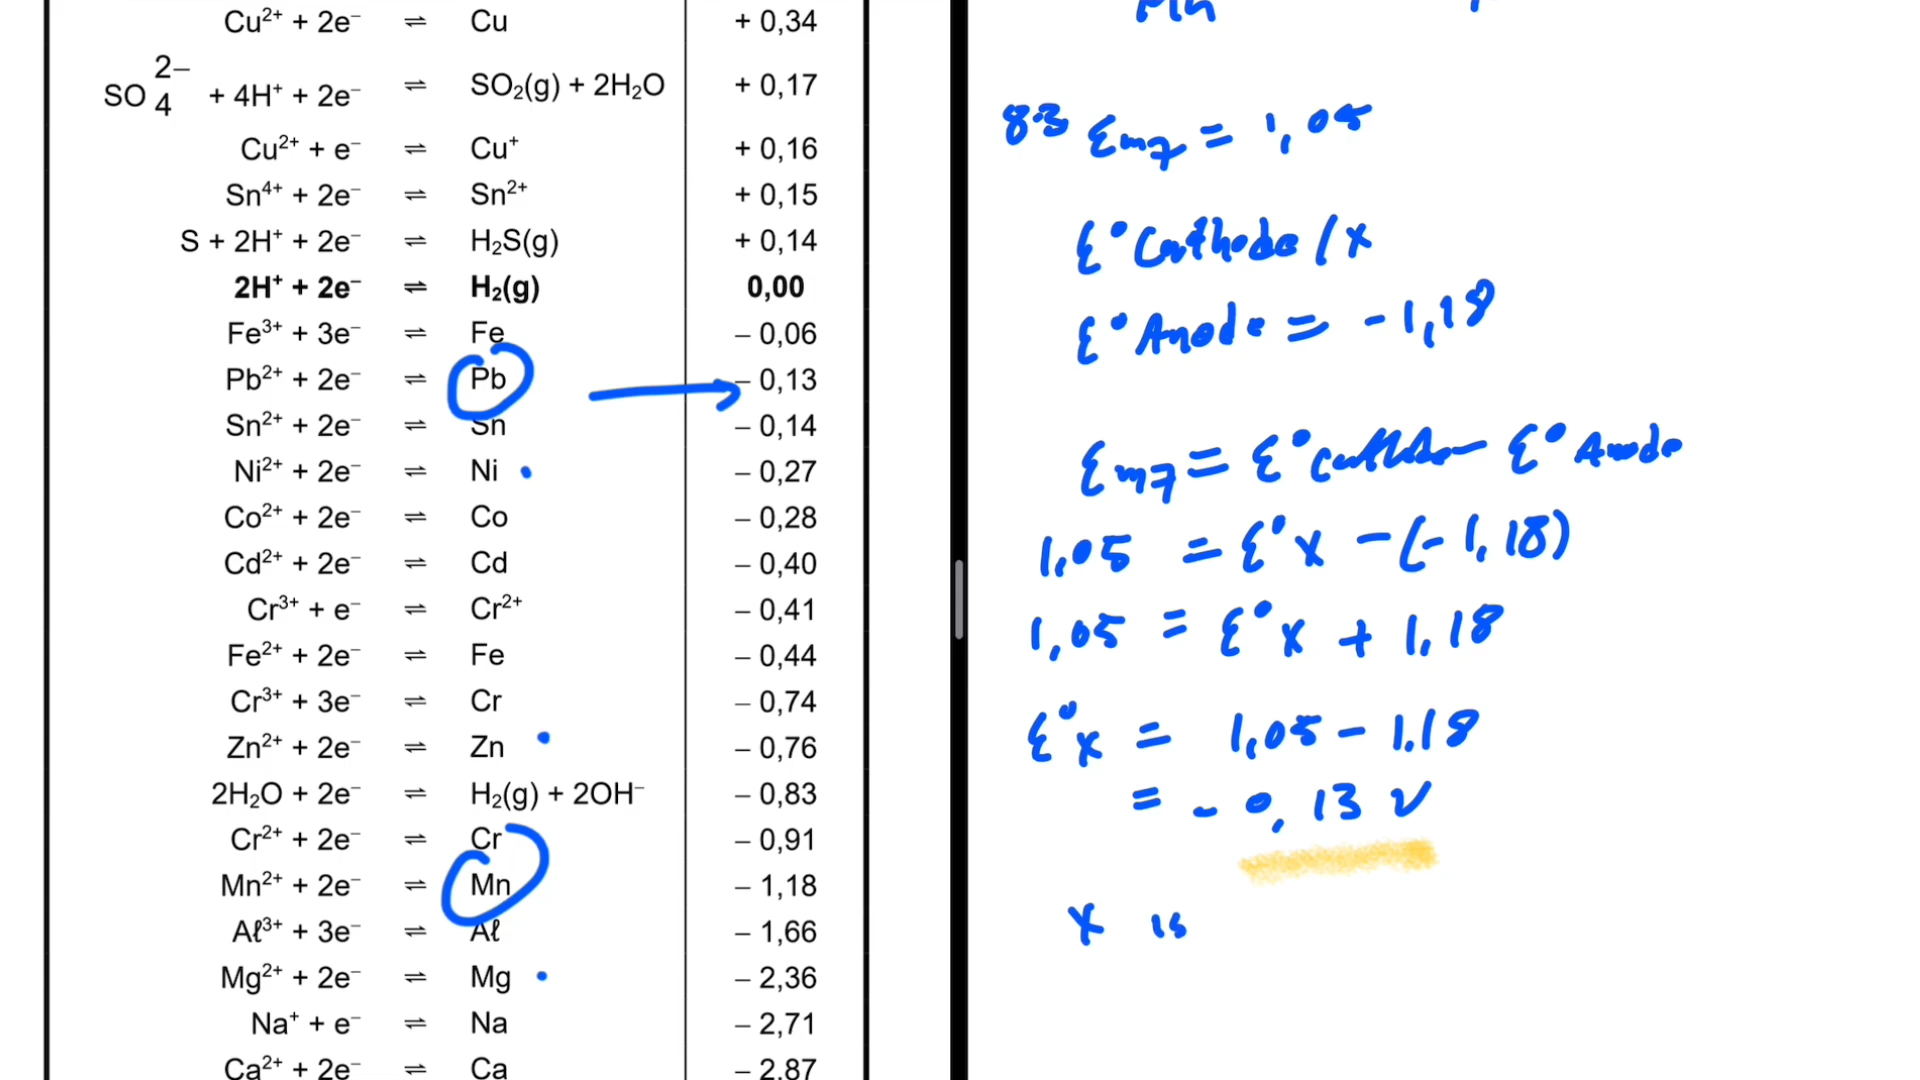 Cu²⁺ + 2e⁻ ⇌ Cu + 0,34
SO₄²⁻ + 4H⁺ + 2e⁻ ⇌ SO₂(g) + 2H₂O + 0,17
Cu²⁺ + e⁻ ⇌ Cu⁺ + 0,16
Sn⁴⁺ + 2e⁻ ⇌ Sn²⁺ + 0,15
S + 2H⁺ + 2e⁻ ⇌ H₂S(g) + 0,14
2H⁺ + 2e⁻ ⇌ H₂(g) 0,00
Fe³⁺ + 3e⁻ ⇌ Fe – 0,06
Pb²⁺ + 2e⁻ ⇌ Pb – 0,13
Sn²⁺ + 2e⁻ ⇌ Sn – 0,14
Ni²⁺ + 2e⁻ ⇌ Ni – 0,27
Co²⁺ + 2e⁻ ⇌ Co – 0,28
Cd²⁺ + 2e⁻ ⇌ Cd – 0,40
Cr³⁺ + e⁻ ⇌ Cr²⁺ – 0,41
Fe²⁺ + 2e⁻ ⇌ Fe – 0,44
Cr³⁺ + 3e⁻ ⇌ Cr – 0,74
Zn²⁺ + 2e⁻ ⇌ Zn – 0,76
2H₂O + 2e⁻ ⇌ H₂(g) + 2OH⁻ – 0,83
Cr²⁺ + 2e⁻ ⇌ Cr – 0,91
Mn²⁺ + 2e⁻ ⇌ Mn – 1,18
Aℓ³⁺ + 3e⁻ ⇌ Aℓ – 1,66
Mg²⁺ + 2e⁻ ⇌ Mg – 2,36
Na⁺ + e⁻ ⇌ Na – 2,71
Ca²⁺ + 2e⁻ ⇌ Ca – 2,87
Mn
8.3 Emf = 1,05
E° Cathode / x
E° Anode = -1,18
Emf = E° Cathode - E° Anode
1,05 = E° x - (-1,18)
1,05 = E° x + 1,18
E° x = 1,05 - 1.18
= -0,13 V
x is